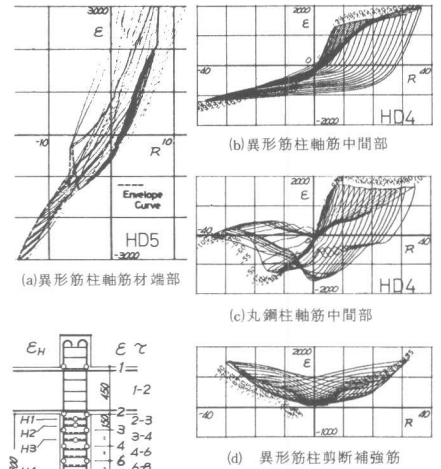 3000
ε
-10
10
R
Envelope
Curve
HD5
-3000
(a)異形筋柱軸筋材端部
2000
ε
0
-40
R
40
-2000
HD4
(b)異形筋柱軸筋中間部
2000
ε
-40
R
40
-2000
HD4
(c)丸鋼柱軸筋中間部
2000
ε
-40
R
40
-1000
(d) 異形筋柱剪断補強筋
εH
ε τ
1
450
1-2
2
150
H1
2-3
H2
3
3-4
H3
4
4-6
6
6-8